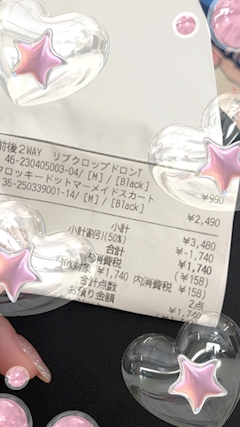 前後2WAY リブクロップドロンT
46-230405003-04/ [M] / [Black]
¥990
クロッキードットマーメイドスカート
36-250339001-14/ [M] / [Black]
¥2,490
小計 ¥3,480
小計割引(50%) ¥-1,740
合計 ¥1,740
内消費税 (¥158)
¥1,740 内消費税 ¥158)
合計点数 2点
お預り金額 ¥1,740